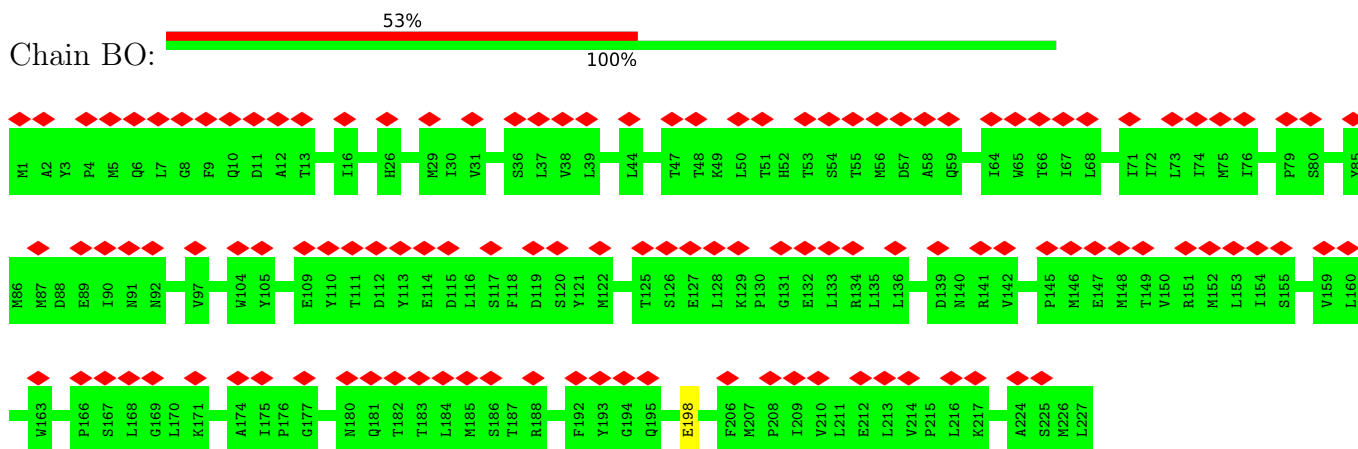 53%
Chain BO:
100%
M1 A2 Y3 P4 M5 Q6 L7 G8 F9 Q10 D11 A12 T13 I16 H26 M29 I30 V31 S36 L37 V38 L39 L44 T47 T48 K49 L50 T51 H52 T53 S54 T55 M56 D57 A58 Q59 I64 W65 T66 I67 L68 I71 I72 L73 I74 M75 I76 P79 S80 Y85
M86 M87 D88 E89 I90 N91 N92 V97 W104 Y105 E109 Y110 T111 D112 Y113 E114 D115 L116 S117 F118 D119 S120 Y121 M122 T125 S126 E127 L128 K129 P130 G131 E132 L133 R134 L135 L136 D139 N140 R141 V142 P145 M146 E147 M148 T149 V150 R151 M152 L153 I154 S155 V159 L160
W163 P166 S167 L168 G169 L170 K171 A174 I175 P176 G177 N180 Q181 T182 T183 L184 M185 S186 T187 R188 F192 Y193 G194 Q195 E198 F206 M207 P208 I209 V210 L211 E212 L213 V214 P215 L216 K217 A224 S225 M226 L227